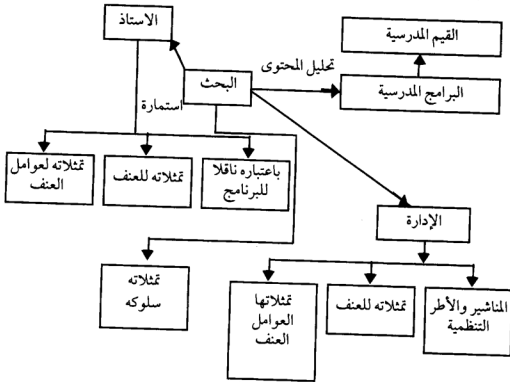 الاستاذ
القيم المدرسية
تحليل المحتوى
البحث
البرامج المدرسية
استمارة
باعتباره ناقلا
للبرنامج
تمثلاته للعنف
تمثلاته لعوامل
العنف
الإدارة
تمثلاته
سلوكه
المناشير والأطر
التنظمية
تمثلاته للعنف
تمثلاتها
العوامل
العنف